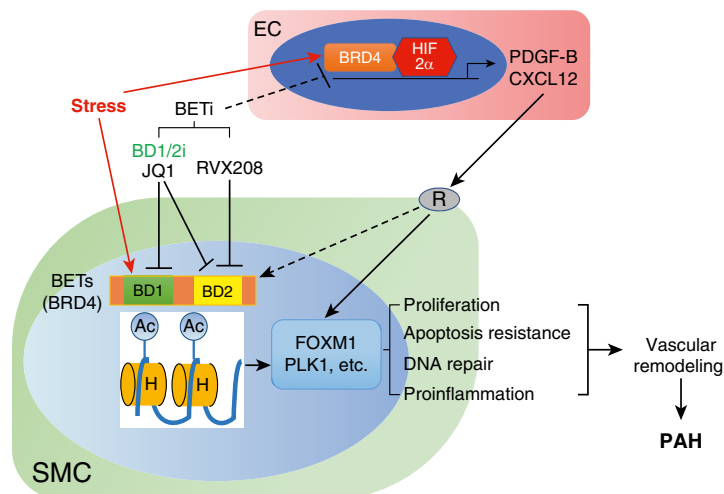 EC
BRD4
HIF
2α
PDGF-B
CXCL12
Stress
BETi
BD1/2i
JQ1
RVX208
R
BETs
(BRD4)
BD1
BD2
Ac
Ac
H
H
FOXM1
PLK1, etc.
Proliferation
Apoptosis resistance
DNA repair
Proinflammation
Vascular
remodeling
PAH
SMC